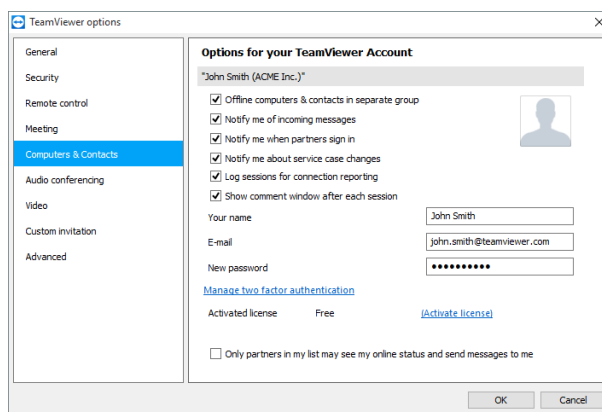 TeamViewer options
General
Security
Remote control
Meeting
Computers & Contacts
Audio conferencing
Video
Custom invitation
Advanced
Options for your TeamViewer Account
"John Smith (ACME Inc.)"
Offline computers & contacts in separate group
Notify me of incoming messages
Notify me when partners sign in
Notify me about service case changes
Log sessions for connection reporting
Show comment window after each session
Your name John Smith
E-mail john.smith@teamviewer.com
New password ●●●●●●●●●●
Manage two factor authentication
Activated license Free (Activate license)
Only partners in my list may see my online status and send messages to me
OK Cancel